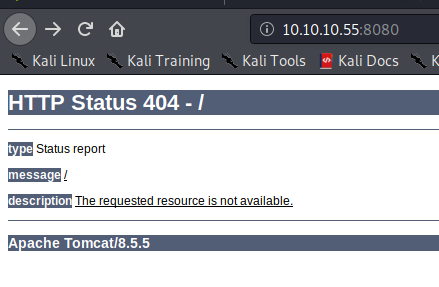 10.10.10.55:8080
Kali Linux Kali Training Kali Tools Kali Docs K
HTTP Status 404 - /
type Status report
message /
description The requested resource is not available.
Apache Tomcat/8.5.5